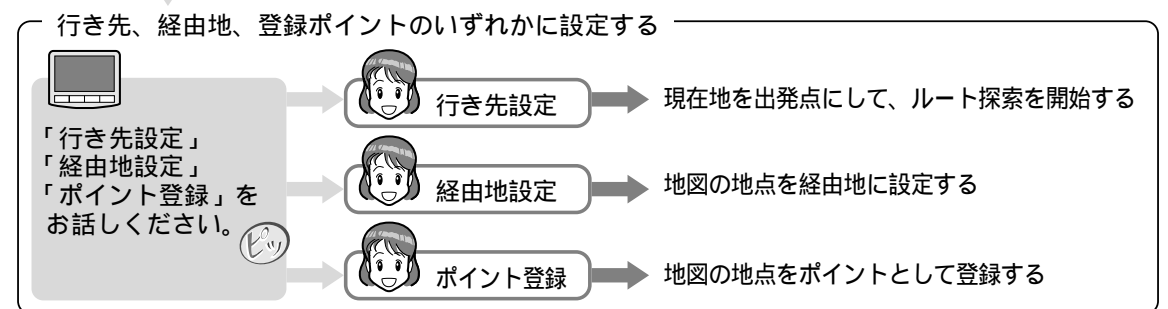 行き先、経由地、登録ポイントのいずれかに設定する
「行き先設定」
「経由地設定」
「ポイント登録」を
お話しください。
ピッ
行き先設定
現在地を出発点にして、ルート探索を開始する
経由地設定
地図の地点を経由地に設定する
ポイント登録
地図の地点をポイントとして登録する